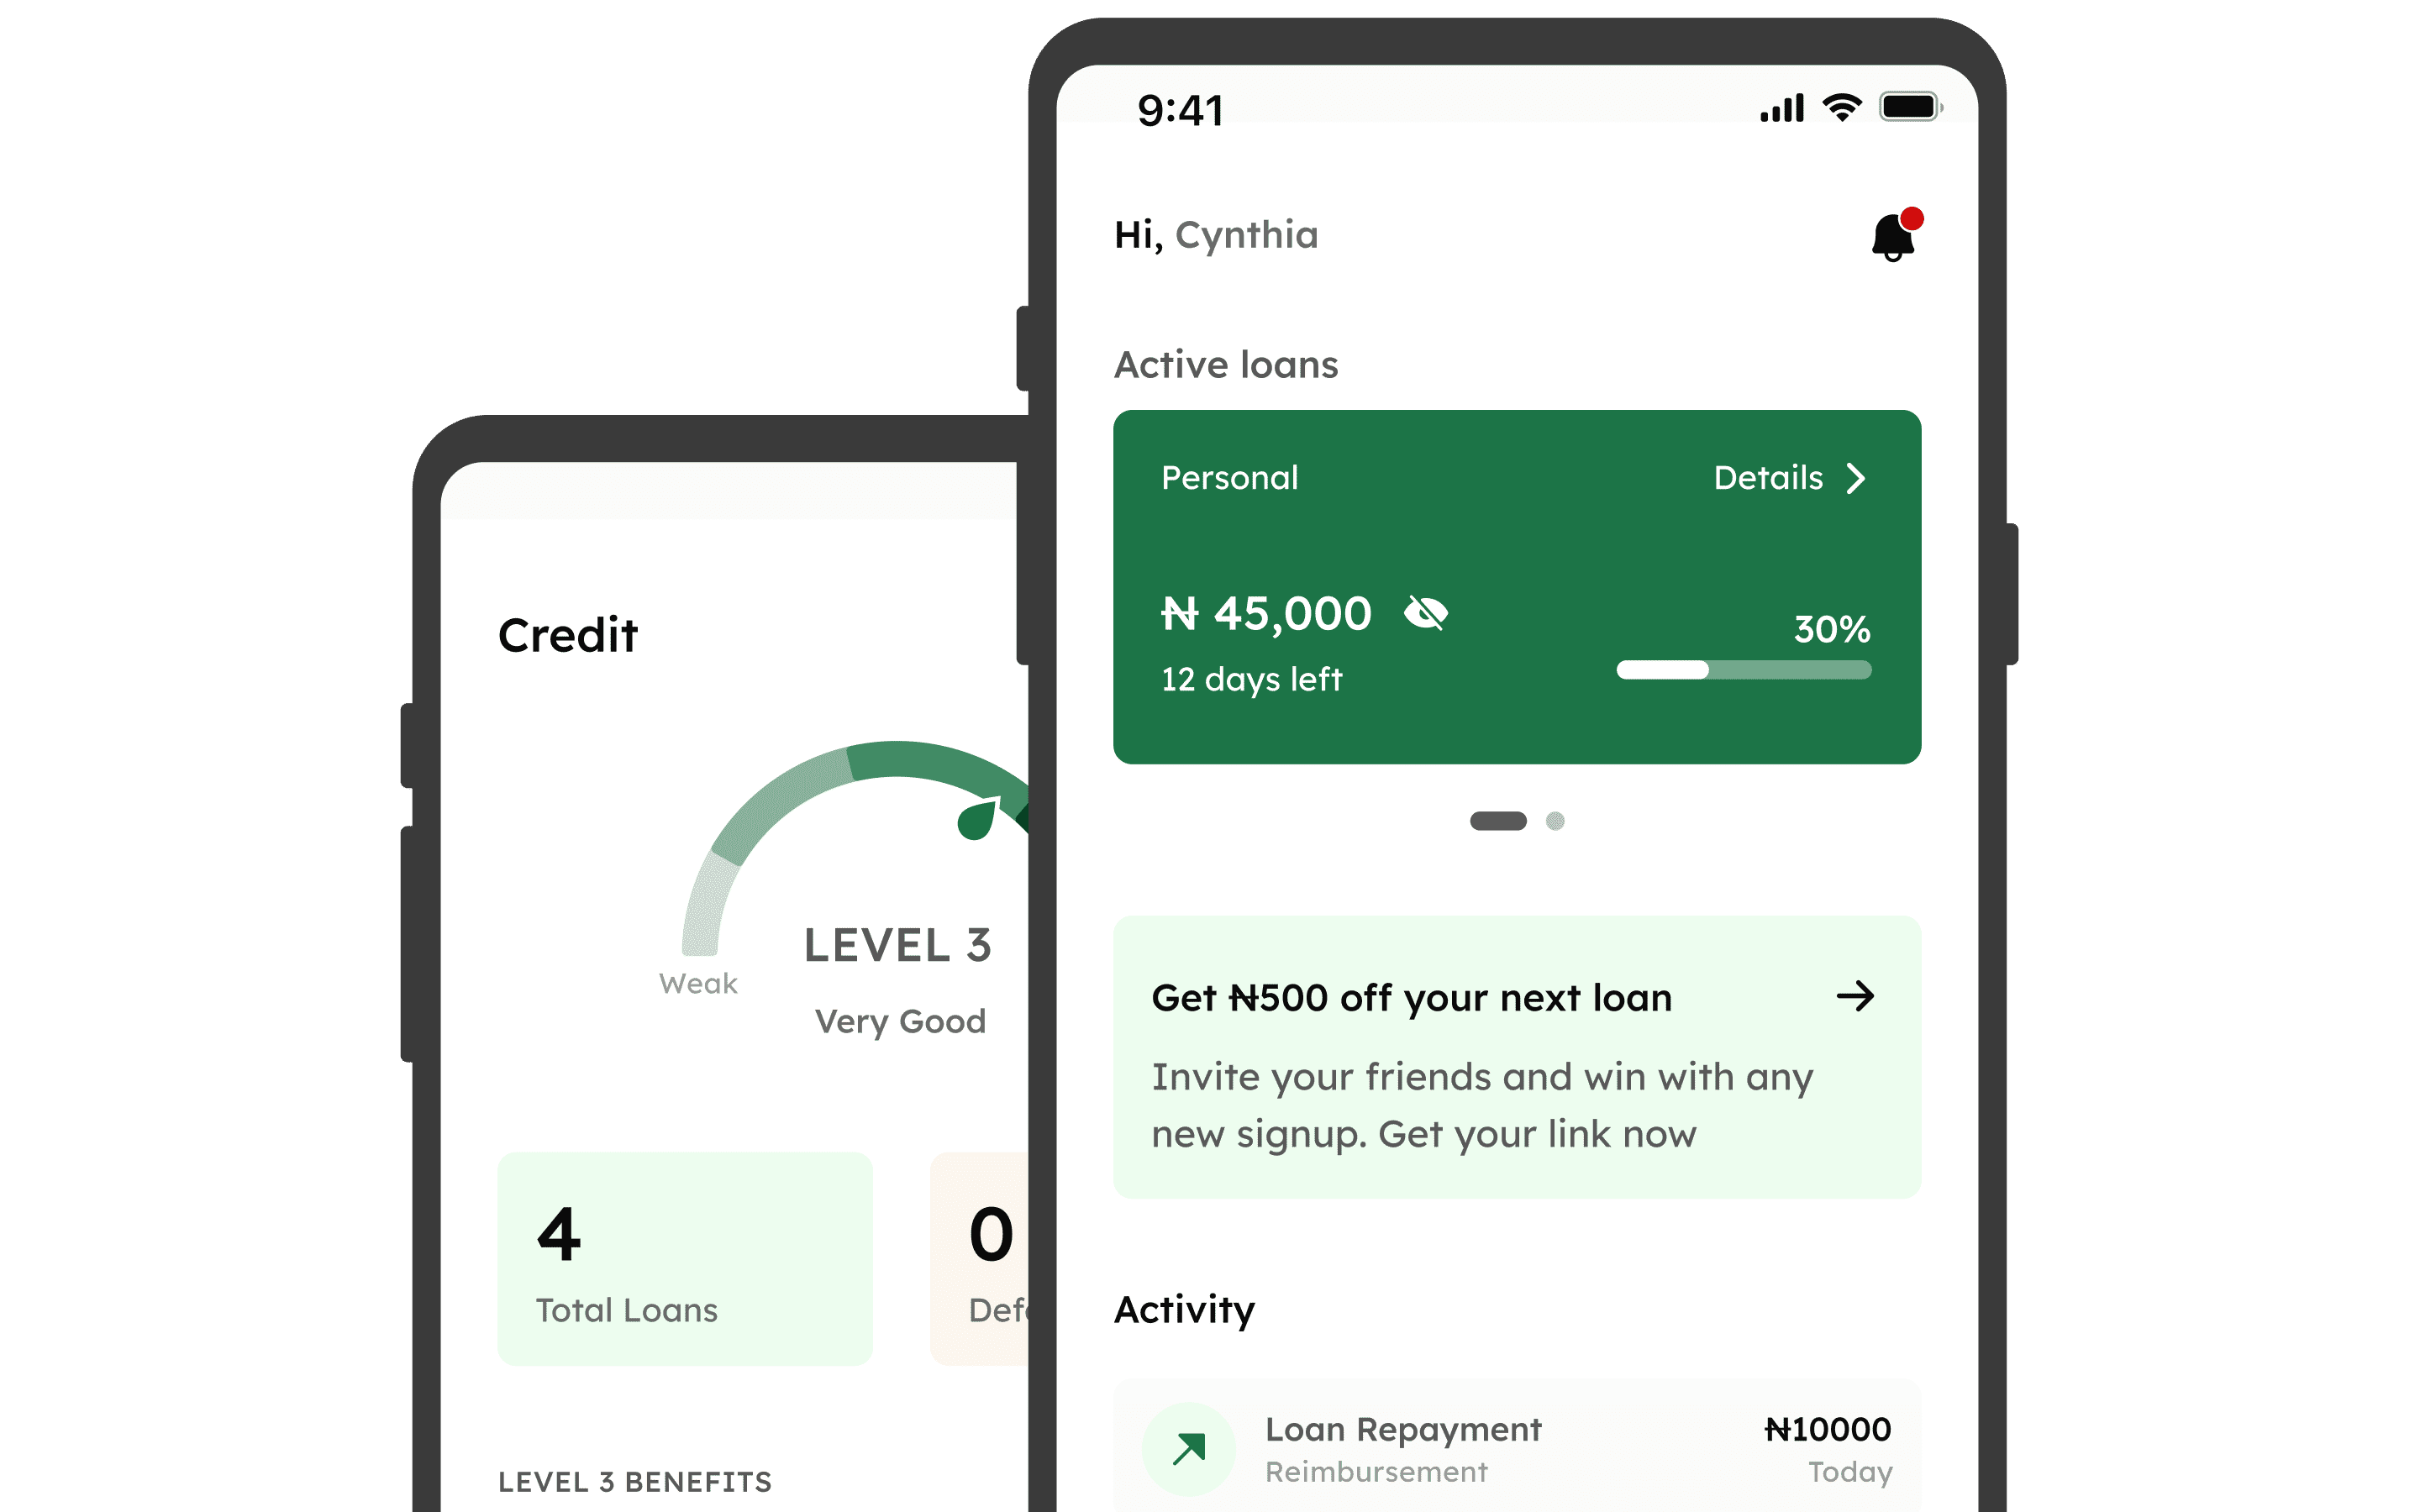 9:41
Hi, Cynthia
Active loans
Personal
Details
₦ 45,000
30%
12 days left
Get ₦500 off your next loan
Invite your friends and win with any
new signup. Get your link now
Activity
Loan Repayment
₦10000
Reimbursement
Today
Credit
LEVEL 3
Weak
Very Good
4
0
Total Loans
LEVEL 3 BENEFITS